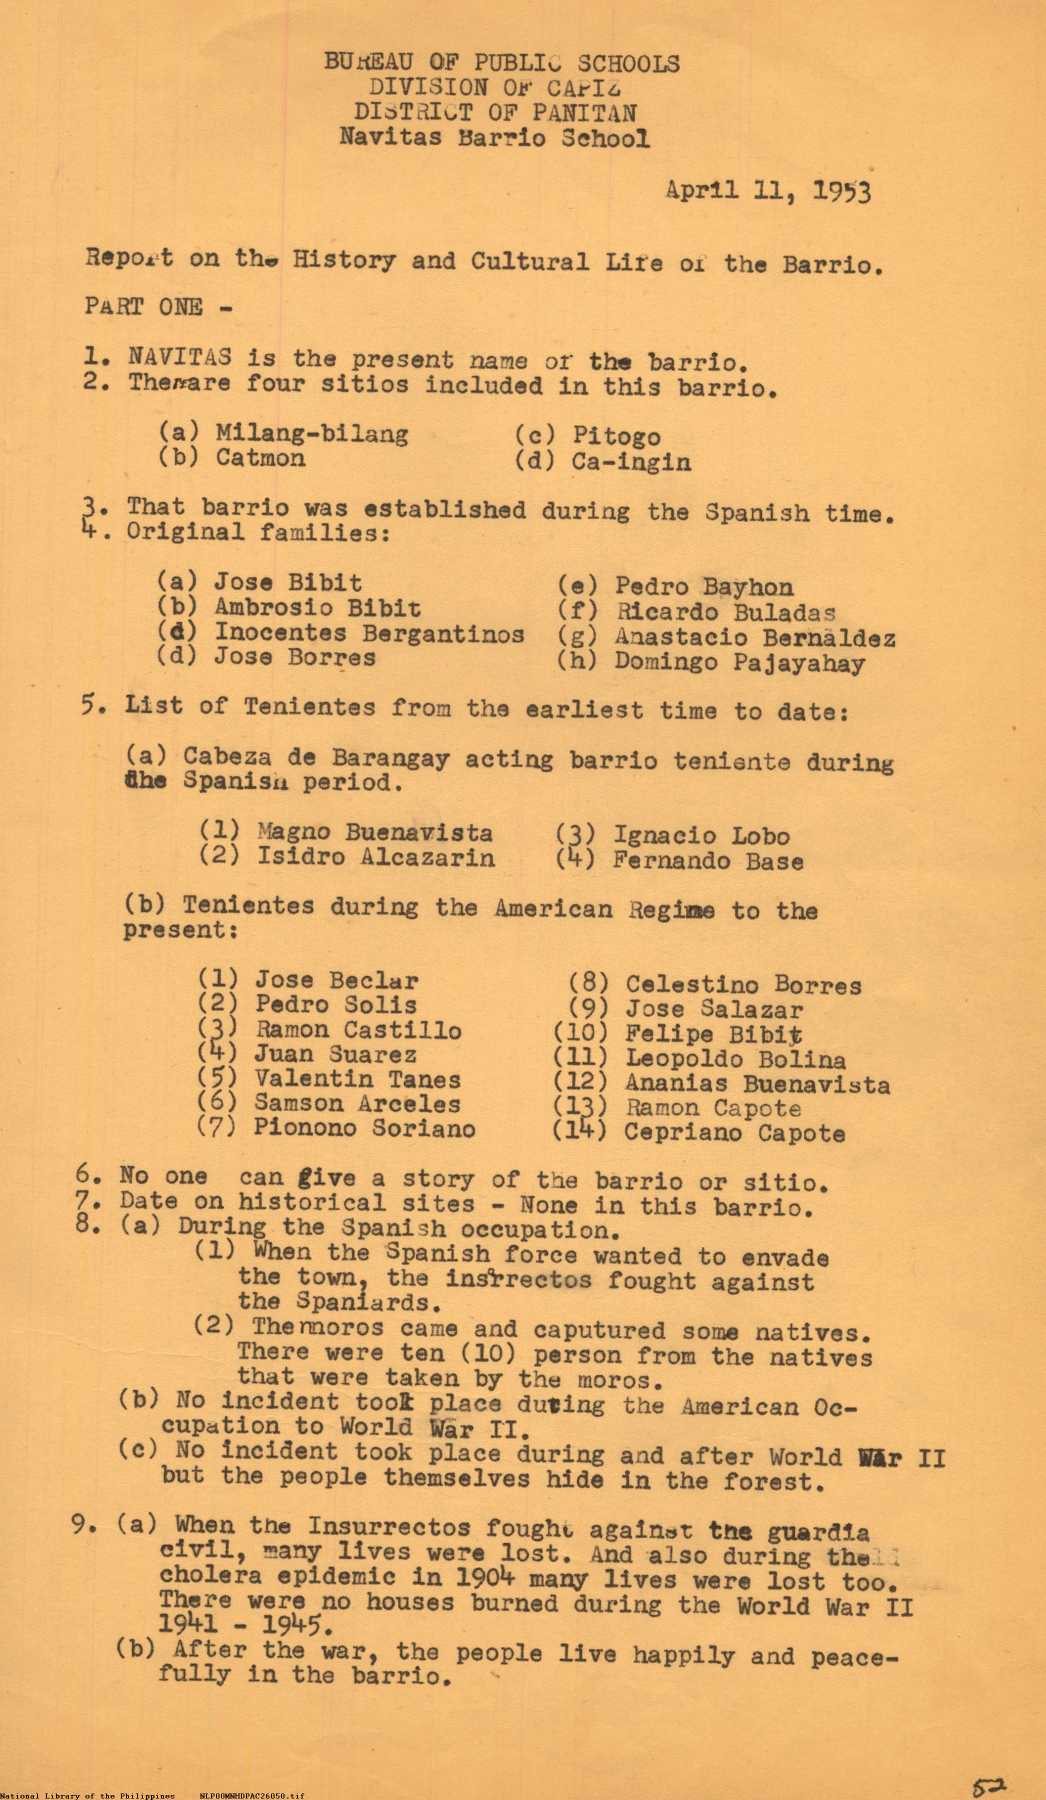 BUREAU OF PUBLIC SCHOOLS
DIVISION OF CAPIZ
DISTRICT OF PANITAN
Navitas Barrio School
April 11, 1953
Report on the History and Cultural Life of the Barrio.
PART ONE -
1. NAVITAS is the present name of the barrio.
2. There are four sitios included in this barrio.
(a) Milang-bilang (c) Pitogo
(b) Catmon (d) Ca-ingin
3. That barrio was established during the Spanish time.
4. Original families:
(a) Jose Bibit (e) Pedro Bayhon
(b) Ambrosio Bibit (f) Ricardo Buladas
(d) Inocentes Bergantinos (g) Anastacio Bernaldez
(d) Jose Borres (h) Domingo Pajayahay
5. List of Tenientes from the earliest time to date:
(a) Cabeza de Barangay acting barrio teniente during
the Spanish period.
(1) Magno Buenavista (3) Ignacio Lobo
(2) Isidro Alcazarin (4) Fernando Base
(b) Tenientes during the American Regime to the
present:
(1) Jose Beclar (8) Celestino Borres
(2) Pedro Solis (9) Jose Salazar
(3) Ramon Castillo (10) Felipe Bibit
(4) Juan Suarez (11) Leopoldo Bolina
(5) Valentin Tanes (12) Ananias Buenavista
(6) Samson Arceles (13) Ramon Capote
(7) Pionono Soriano (14) Cepriano Capote
6. No one can give a story of the barrio or sitio.
7. Date on historical sites - None in this barrio.
8. (a) During the Spanish occupation.
(1) When the Spanish force wanted to envade
the town, the insrrectos fought against
the Spaniards.
(2) The moros came and caputured some natives.
There were ten (10) person from the natives
that were taken by the moros.
(b) No incident took place during the American Oc-
cupation to World War II.
(c) No incident took place during and after World War II
but the people themselves hide in the forest.
9. (a) When the Insurrectos fought against the guardia
civil, many lives were lost. And also during the
cholera epidemic in 1904 many lives were lost too.
There were no houses burned during the World War II
1941 - 1945.
(b) After the war, the people live happily and peace-
fully in the barrio.
52
National Library of the Philippines NLP00MNHDPAC26050.tif